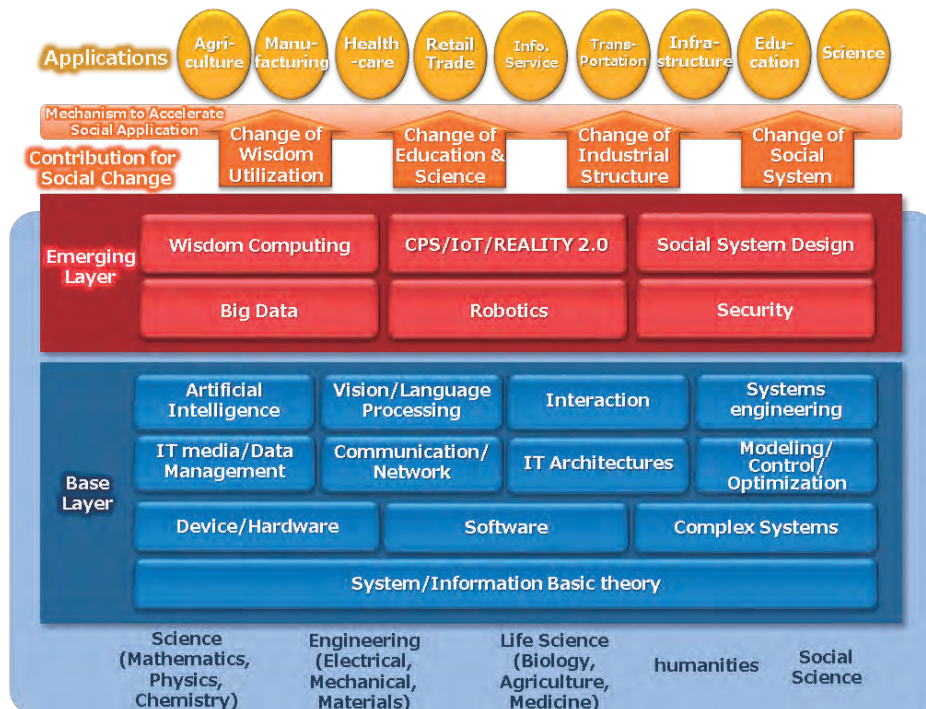 Applications
Agri-
culture
Manu-
facturing
Health
-care
Retail
Trade
Info.
Service
Trans-
Portation
Infra-
structure
Edu-
cation
Science
Mechanism to Accelerate
Social Application
Contribution for
Social Change
Change of
Wisdom
Utilization
Change of
Education &
Science
Change of
Industrial
Structure
Change of
Social
System
Emerging
Layer
Wisdom Computing
CPS/IoT/REALITY 2.0
Social System Design
Big Data
Robotics
Security
Base
Layer
Artificial
Intelligence
Vision/Language
Processing
Interaction
Systems
engineering
IT media/Data
Management
Communication/
Network
IT Architectures
Modeling/
Control/
Optimization
Device/Hardware
Software
Complex Systems
System/Information Basic theory
Science
(Mathematics,
Physics,
Chemistry)
Engineering
(Electrical,
Mechanical,
Materials)
Life Science
(Biology,
Agriculture,
Medicine)
humanities
Social
Science